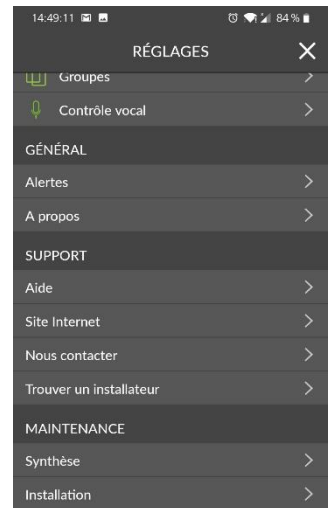 14:49:11 84 %
RÉGLAGES
Groupes
Contrôle vocal
GÉNÉRAL
Alertes
A propos
SUPPORT
Aide
Site Internet
Nous contacter
Trouver un installateur
MAINTENANCE
Synthèse
Installation